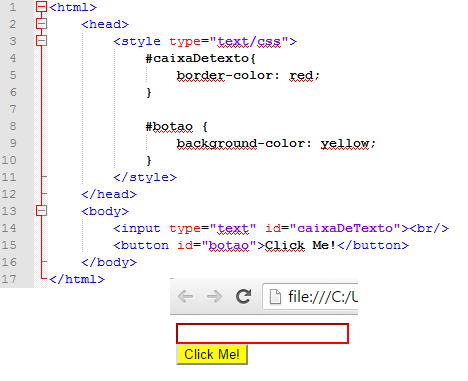 1 <html>
2 <head>
3 <style type="text/css">
4 #caixaDetexto{
5 border-color: red;
6 }
7
8 #botao {
9 background-color: yellow;
10 }
11 </style>
12 </head>
13 <body>
14 <input type="text" id="caixaDeTexto"><br/>
15 <button id="botao">Click Me!</button>
16 </body>
17 </html>
file:///C:/U
Click Me!